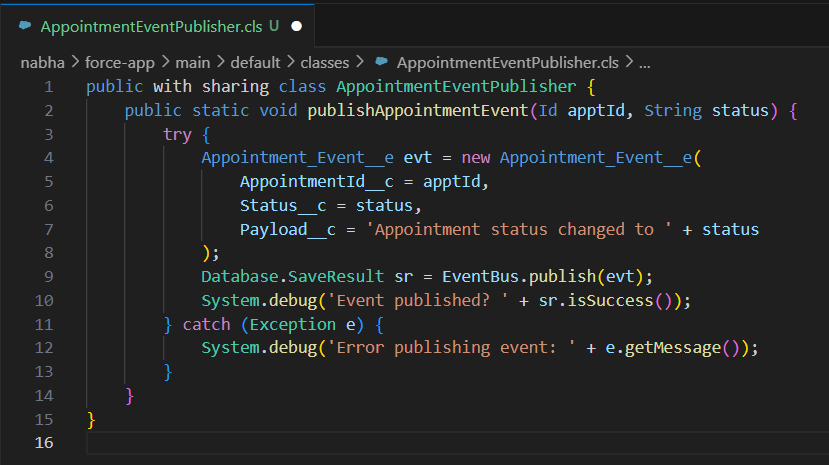 AppointmentEventPublisher.cls U
nabha > force-app > main > default > classes > AppointmentEventPublisher.cls > ...
1 public with sharing class AppointmentEventPublisher {
2     public static void publishAppointmentEvent(Id apptId, String status) {
3         try {
4             Appointment_Event__e evt = new Appointment_Event__e(
5                 AppointmentId__c = apptId,
6                 Status__c = status,
7                 Payload__c = 'Appointment status changed to ' + status
8             );
9             Database.SaveResult sr = EventBus.publish(evt);
10             System.debug('Event published? ' + sr.isSuccess());
11         } catch (Exception e) {
12             System.debug('Error publishing event: ' + e.getMessage());
13         }
14     }
15 }
16